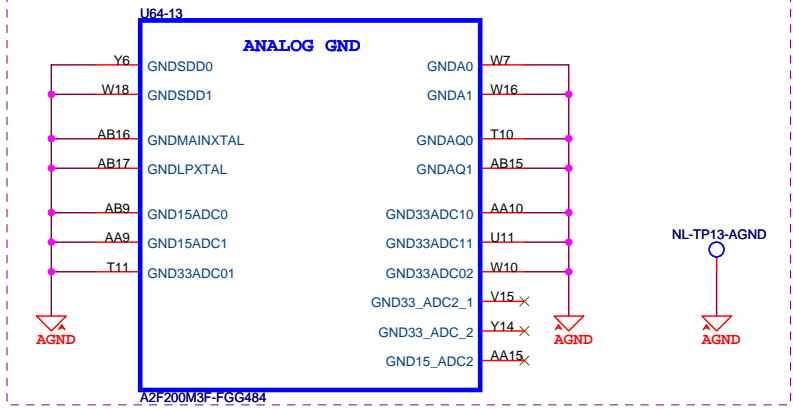 U64-13
ANALOG GND
Y6 GNDSDD0 GNDA0 W7
W18 GNDSDD1 GNDA1 W16
AB16 GNDMAINXTAL GNDAQ0 T10
AB17 GNDLPXTAL GNDAQ1 AB15
AB9 GND15ADC0 GND33ADC10 AA10
AA9 GND15ADC1 GND33ADC11 U11
T11 GND33ADC01 GND33ADC02 W10
GND33_ADC2_1 V15
GND33_ADC_2 Y14
GND15_ADC2 AA15
NL-TP13-AGND
AGND AGND AGND
A2F200M3F-FGG484